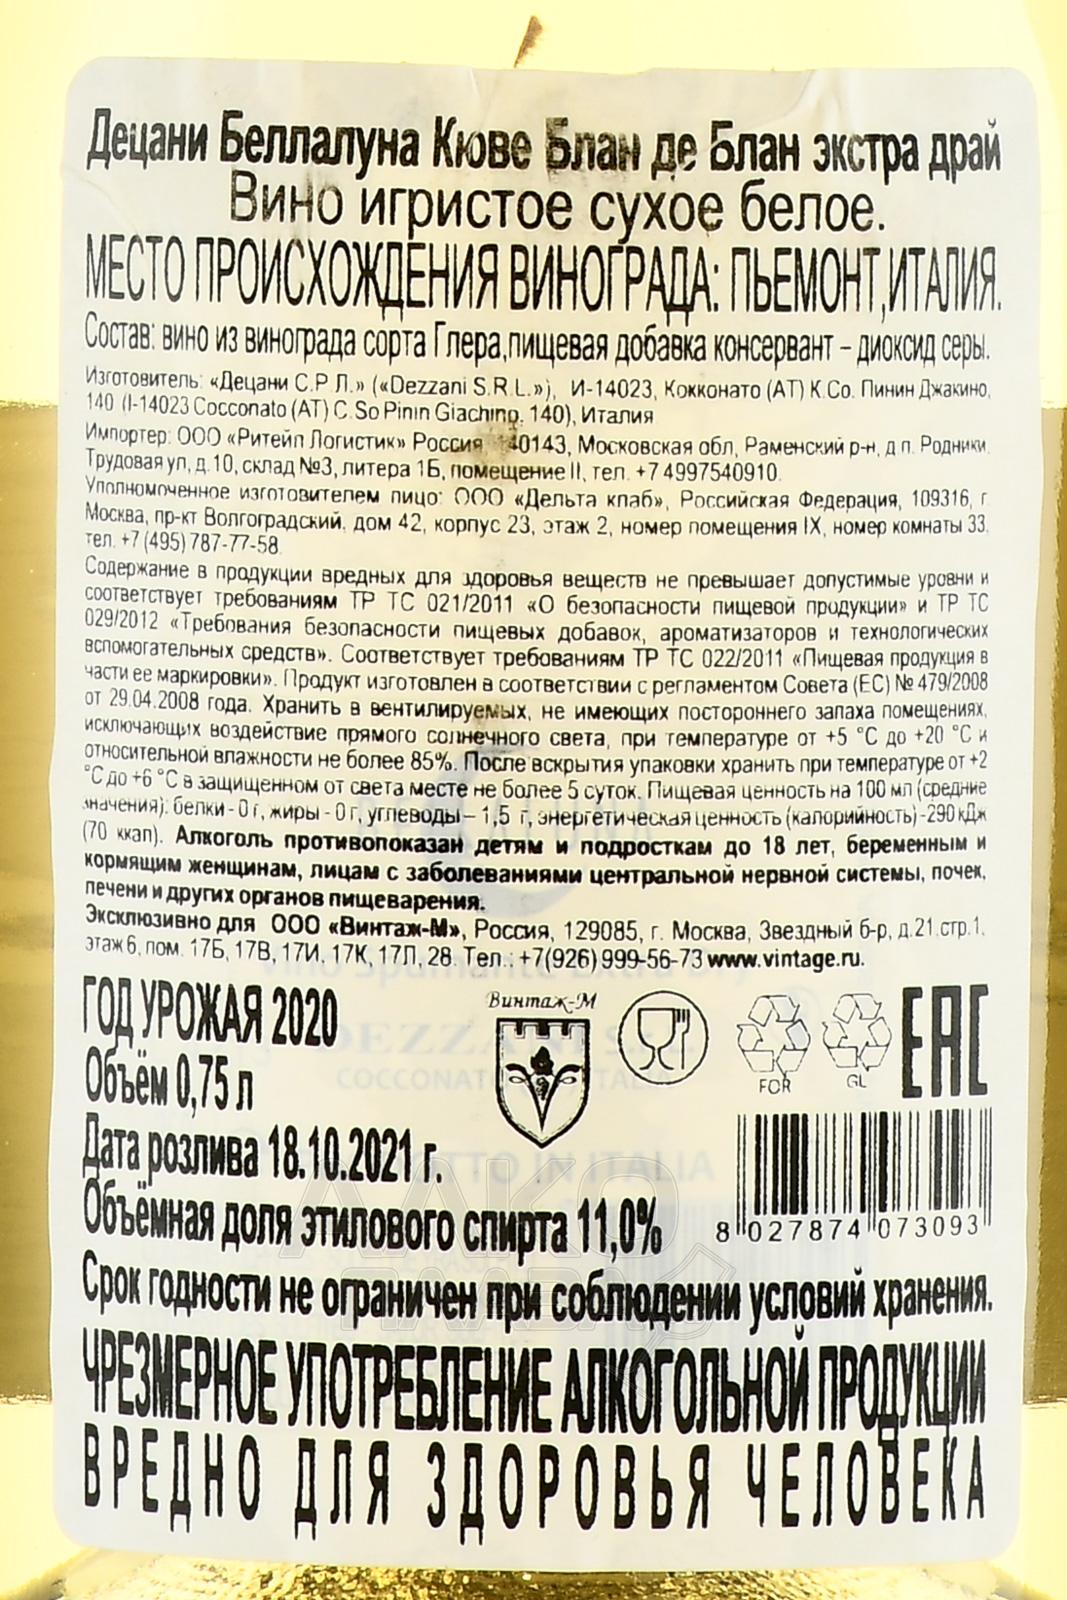 Децани Беллалуна Кюве Блан де Блан экстра драй
Вино игристое сухое белое.
МЕСТО ПРОИСХОЖДЕНИЯ ВИНОГРАДА: ПЬЕМОНТ,ИТАЛИЯ.
Состав: вино из винограда сорта Глера,пищевая добавка консервант – диоксид серы.
Изготовитель: «Децани С.Р.Л.» («Dezzani S.R.L.»), И-14023, Кокконато (АТ) К.Со. Пинин Джакино,
140 (I-14023 Cocconato (AT) C.So Pinin Giachino, 140), Италия
Импортер: ООО «Ритейл Логистик» Россия, 140143, Московская обл, Раменский р-н, д.п. Родники,
Трудовая ул, д.10, склад №3, литера 1Б, помещение II, тел. +7 4997540910.
Уполномоченное изготовителем лицо: ООО «Дельта клаб», Российская Федерация, 109316, г.
Москва, пр-кт Волгоградский, дом 42, корпус 23, этаж 2, номер помещения IX, номер комнаты 33.
тел. +7 (495) 787-77-58.
Содержание в продукции вредных для здоровья веществ не превышает допустимые уровни и
соответствует требованиям ТР ТС 021/2011 «О безопасности пищевой продукции» и ТР ТС
029/2012 «Требования безопасности пищевых добавок, ароматизаторов и технологических
вспомогательных средств». Соответствует требованиям ТР ТС 022/2011 «Пищевая продукция в
части ее маркировки». Продукт изготовлен в соответствии с регламентом Совета (ЕС) № 479/2008
от 29.04.2008 года. Хранить в вентилируемых, не имеющих постороннего запаха помещениях,
исключающих воздействие прямого солнечного света, при температуре от +5 °С до +20 °С и
относительной влажности не более 85%. После вскрытия упаковки хранить при температуре от +2
°С до +6 °С в защищенном от света месте не более 5 суток. Пищевая ценность на 100 мл (средние
значения): белки - 0 г, жиры - 0 г, углеводы – 1,5 г, энергетическая ценность (калорийность) -290 кДж
(70 ккал). Алкоголь противопоказан детям и подросткам до 18 лет, беременным и
кормящим женщинам, лицам с заболеваниями центральной нервной системы, почек,
печени и других органов пищеварения.
Эксклюзивно для ООО «Винтаж-М», Россия, 129085, г. Москва, Звездный б-р, д.21.стр.1,
этаж 6, пом. 17Б, 17В, 17И, 17К, 17Л, 28. Тел.: +7(926) 999-56-73 www.vintage.ru.
Vino Spumante Extra Dry
ГОД УРОЖАЯ 2020
Винтаж-М
DEZZANI S.r.l.
EAC
FOR
GL
Объём 0,75 л
Дата розлива 18.10.2021 г.
IN ITALIA
Объёмная доля этилового спирта 11,0%
8 027874 073093
Срок годности не ограничен при соблюдении условий хранения.
ЧРЕЗМЕРНОЕ УПОТРЕБЛЕНИЕ АЛКОГОЛЬНОЙ ПРОДУКЦИИ
ВРЕДНО ДЛЯ ЗДОРОВЬЯ ЧЕЛОВЕКА